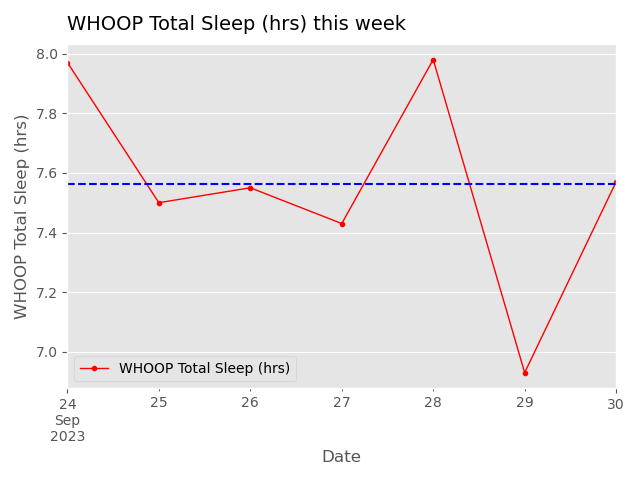 WHOOP Total Sleep (hrs) this week
WHOOP Total Sleep (hrs)
8.0
7.8
7.6
7.4
7.2
7.0
WHOOP Total Sleep (hrs)
24 25 26 27 28 29 30
Sep
2023
Date